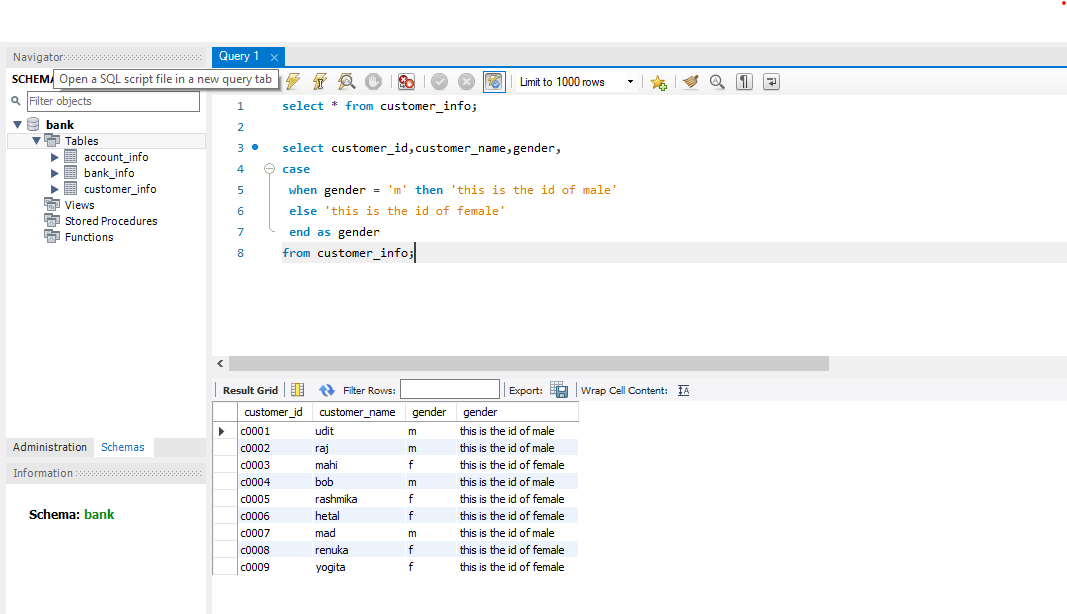 Navigator
Query 1
SCHEMA
Open a SQL script file in a new query tab
Limit to 1000 rows
Filter objects
bank
Tables
account_info
bank_info
customer_info
Views
Stored Procedures
Functions
1 select * from customer_info;
2
3 select customer_id,customer_name,gender,
4 case
5 when gender = 'm' then 'this is the id of male'
6 else 'this is the id of female'
7 end as gender
8 from customer_info;
Result Grid Filter Rows: Export: Wrap Cell Content:
customer_id customer_name gender gender
c0001 udit m this is the id of male
c0002 raj m this is the id of male
c0003 mahi f this is the id of female
c0004 bob m this is the id of male
c0005 rashmika f this is the id of female
c0006 hetal f this is the id of female
c0007 mad m this is the id of male
c0008 renuka f this is the id of female
c0009 yogita f this is the id of female
Administration Schemas
Information
Schema: bank